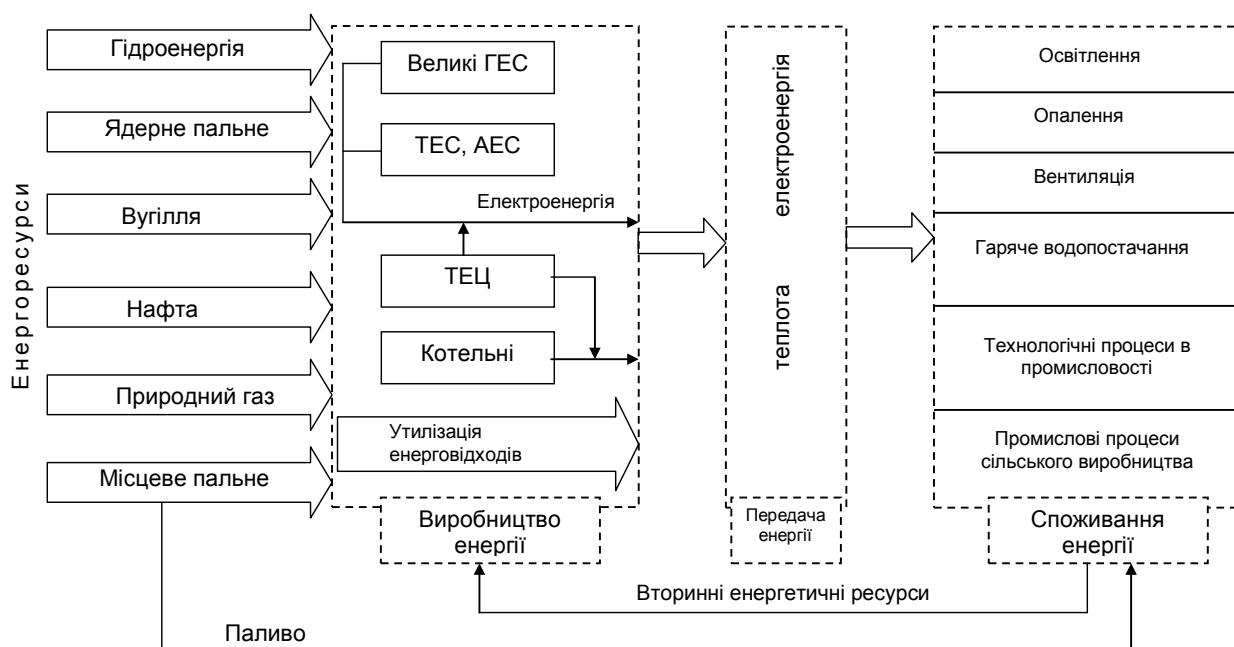 Енергоресурси
Гідроенергія
Ядерне пальне
Вугілля
Нафта
Природний газ
Місцеве пальне
Великі ГЕС
ТЕС, АЕС
Електроенергія
ТЕЦ
Котельні
Утилізація
енерговідходів
Виробництво
енергії
теплота електроенергія
Передача
енергії
Освітлення
Опалення
Вентиляція
Гаряче водопостачання
Технологічні процеси в
промисловості
Промислові процеси
сільського виробництва
Споживання
енергії
Вторинні енергетичні ресурси
Паливо